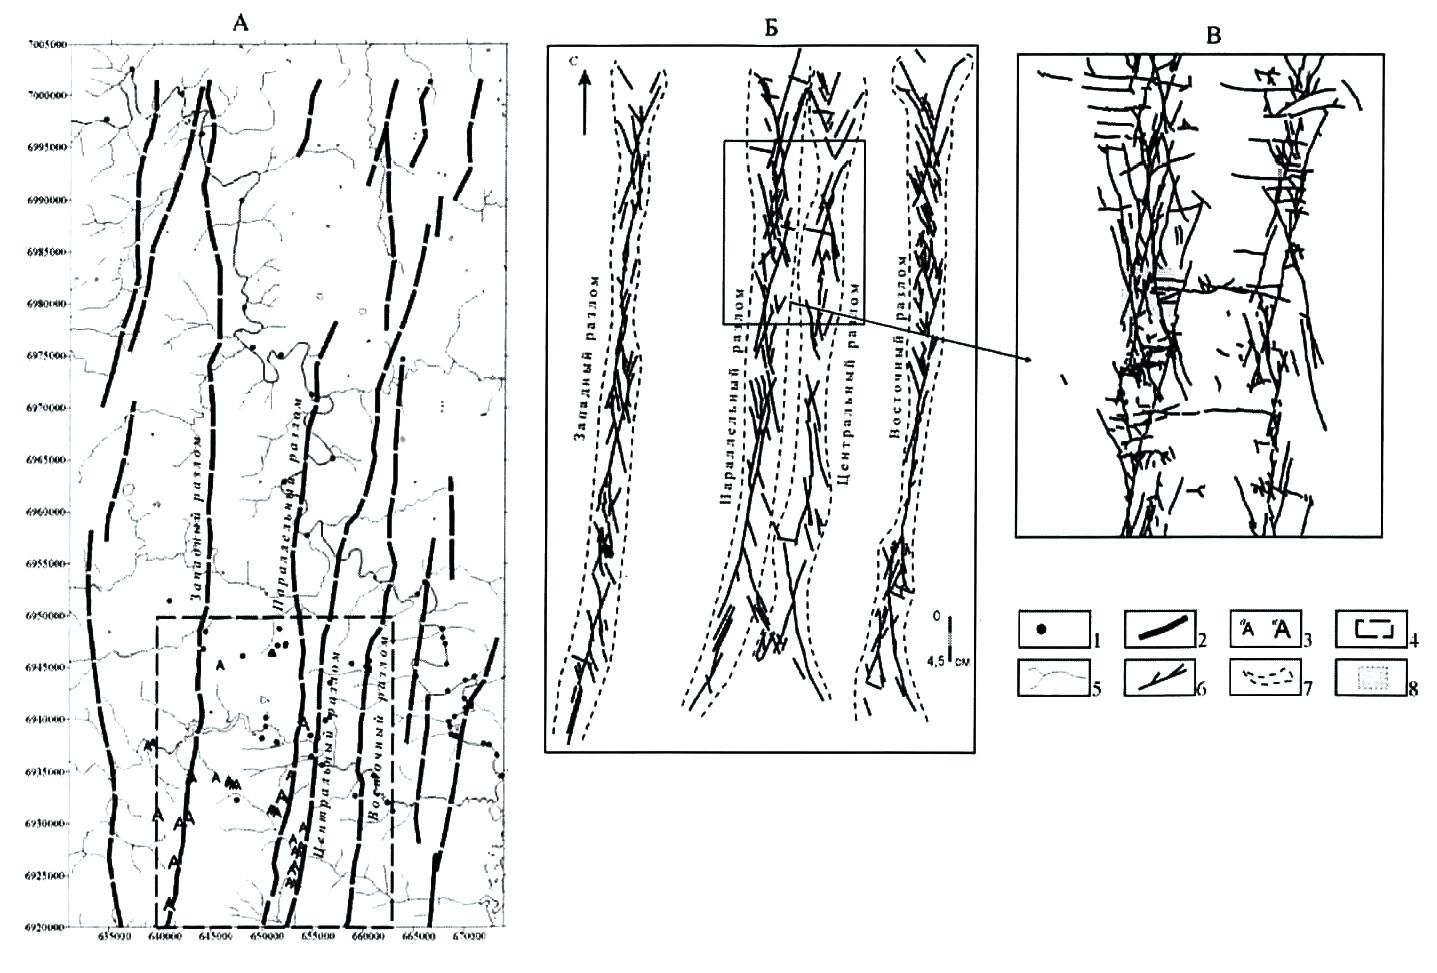 А
Б
В
7005000
7000000
6995000
6990000
6985000
6980000
6975000
6970000
6965000
6960000
6955000
6950000
6945000
6940000
6935000
6930000
6925000
6920000
635000
640000
645000
650000
655000
660000
665000
670000
Западный разлом
Параллельный разлом
Центральный разлом
Восточный разлом
А
А
А
А
А
А
А
А
С
Западный разлом
Параллельный разлом
Центральный разлом
Восточный разлом
0
4,5 см
1
2
А А
3
4
5
6
7
8